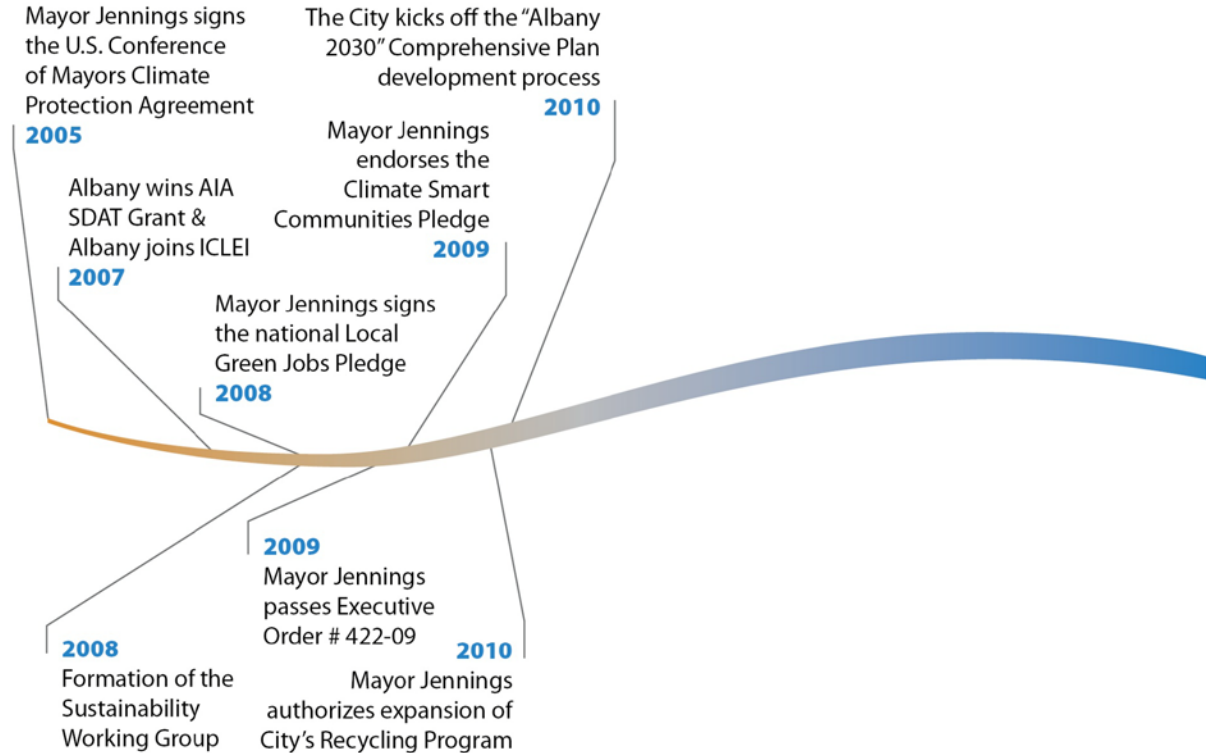 Mayor Jennings signs
the U.S. Conference
of Mayors Climate
Protection Agreement
2005
The City kicks off the “Albany
2030” Comprehensive Plan
development process
2010
Albany wins AIA
SDAT Grant &
Albany joins ICLEI
2007
Mayor Jennings
endorses the
Climate Smart
Communities Pledge
2009
Mayor Jennings signs
the national Local
Green Jobs Pledge
2008
2009
Mayor Jennings
passes Executive
Order # 422-09
2008
Formation of the
Sustainability
Working Group
2010
Mayor Jennings
authorizes expansion of
City’s Recycling Program